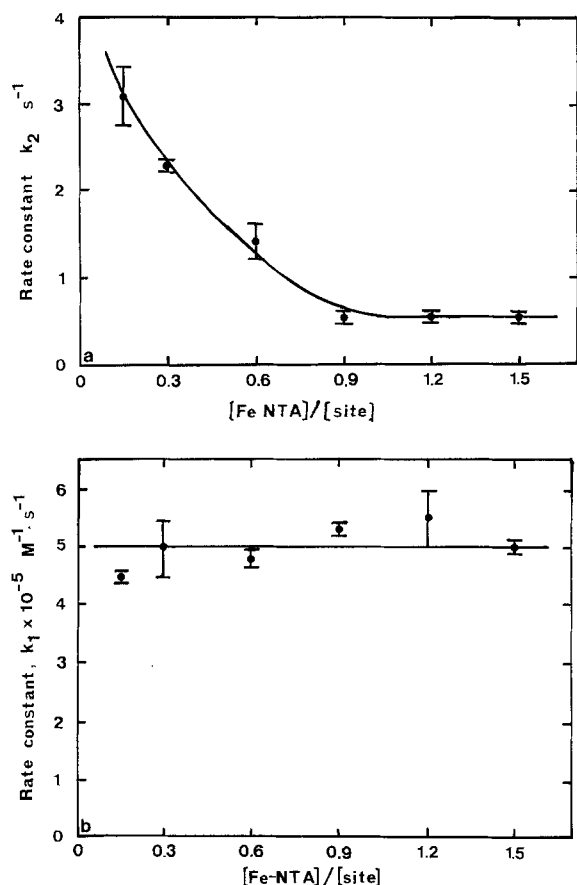 4
3
2
1
0
Rate constant k₂ s⁻¹
a
0 0.3 0.6 0.9 1.2 1.5
[Fe NTA]/[site]
6
5
4
3
2
1
0
Rate constant, k₁ x 10⁻⁵ M⁻¹·s⁻¹
b
0 0.3 0.6 0.9 1.2 1.5
[Fe-NTA]/[site]